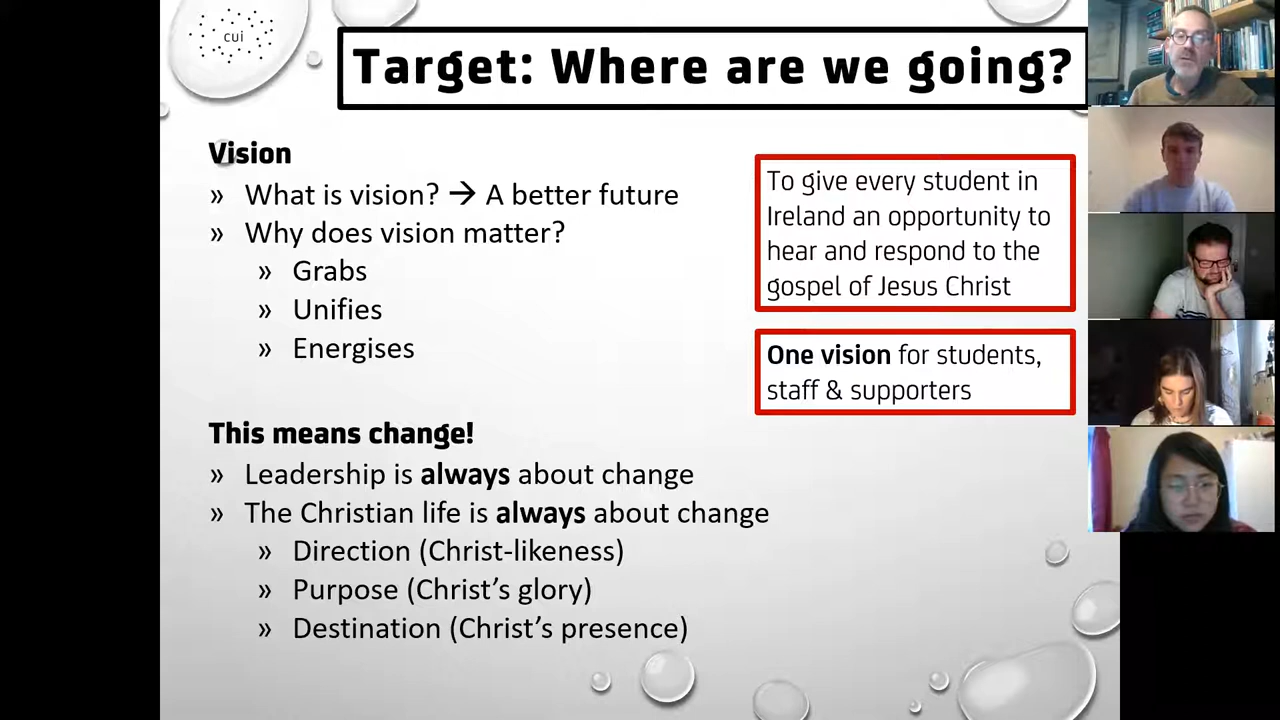 cui
Target: Where are we going?
Vision
» What is vision? → A better future
» Why does vision matter?
» Grabs
» Unifies
» Energises
To give every student in
Ireland an opportunity to
hear and respond to the
gospel of Jesus Christ
One vision for students,
staff & supporters
This means change!
» Leadership is always about change
» The Christian life is always about change
» Direction (Christ-likeness)
» Purpose (Christ’s glory)
» Destination (Christ’s presence)